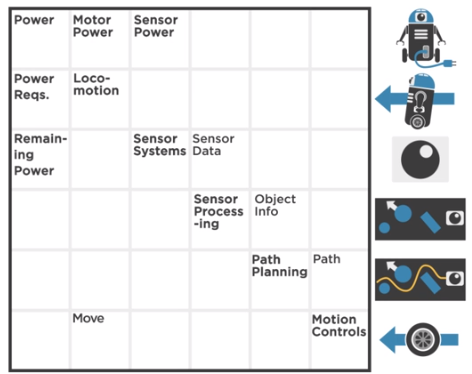 Power Motor Power Sensor Power
Power Reqs. Loco-motion
Remain-ing Power Sensor Systems Sensor Data
Sensor Process-ing Object Info
Path Planning Path
Move Motion Controls